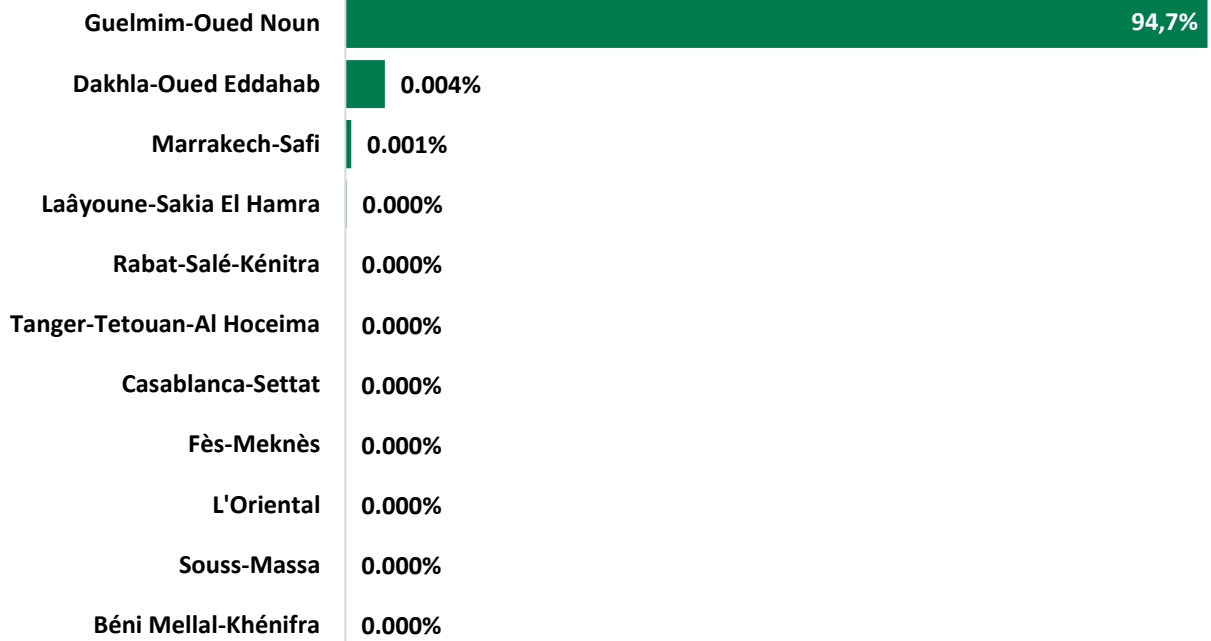 Guelmim-Oued Noun 94,7%
Dakhla-Oued Eddahab 0.004%
Marrakech-Safi 0.001%
Laâyoune-Sakia El Hamra 0.000%
Rabat-Salé-Kénitra 0.000%
Tanger-Tetouan-Al Hoceima 0.000%
Casablanca-Settat 0.000%
Fès-Meknès 0.000%
L'Oriental 0.000%
Souss-Massa 0.000%
Béni Mellal-Khénifra 0.000%